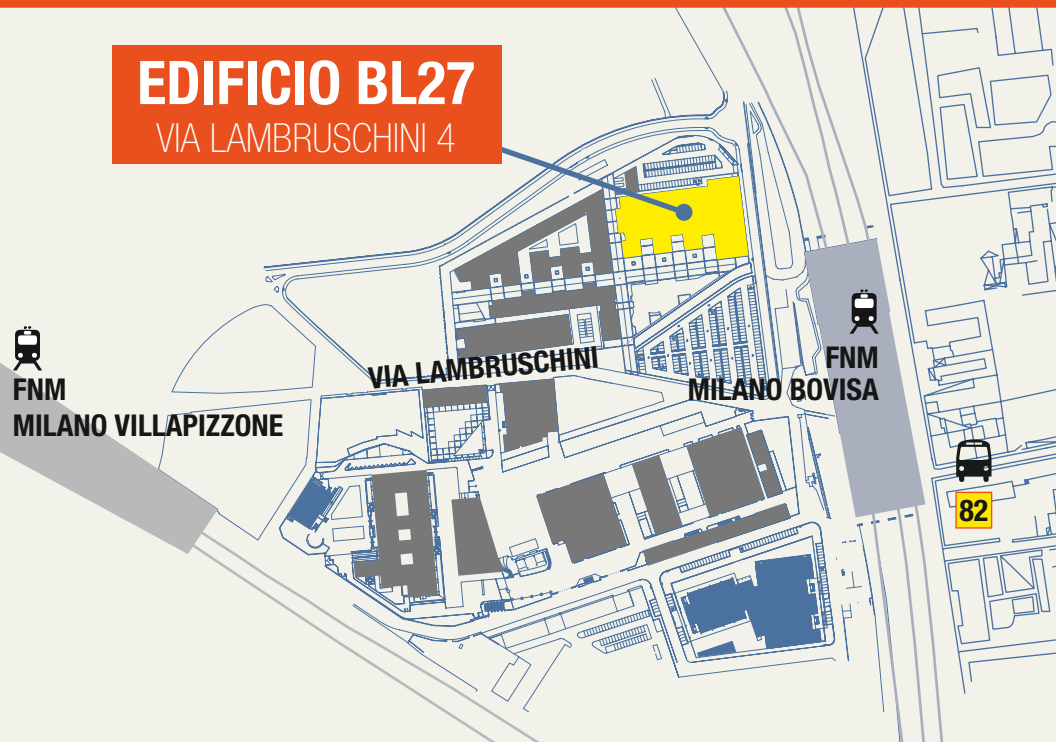 EDIFICIO BL27
VIA LAMBRUSCHINI 4
FNM
MILANO VILLAPIZZONE
VIA LAMBRUSCHINI
FNM
MILANO BOVISA
82